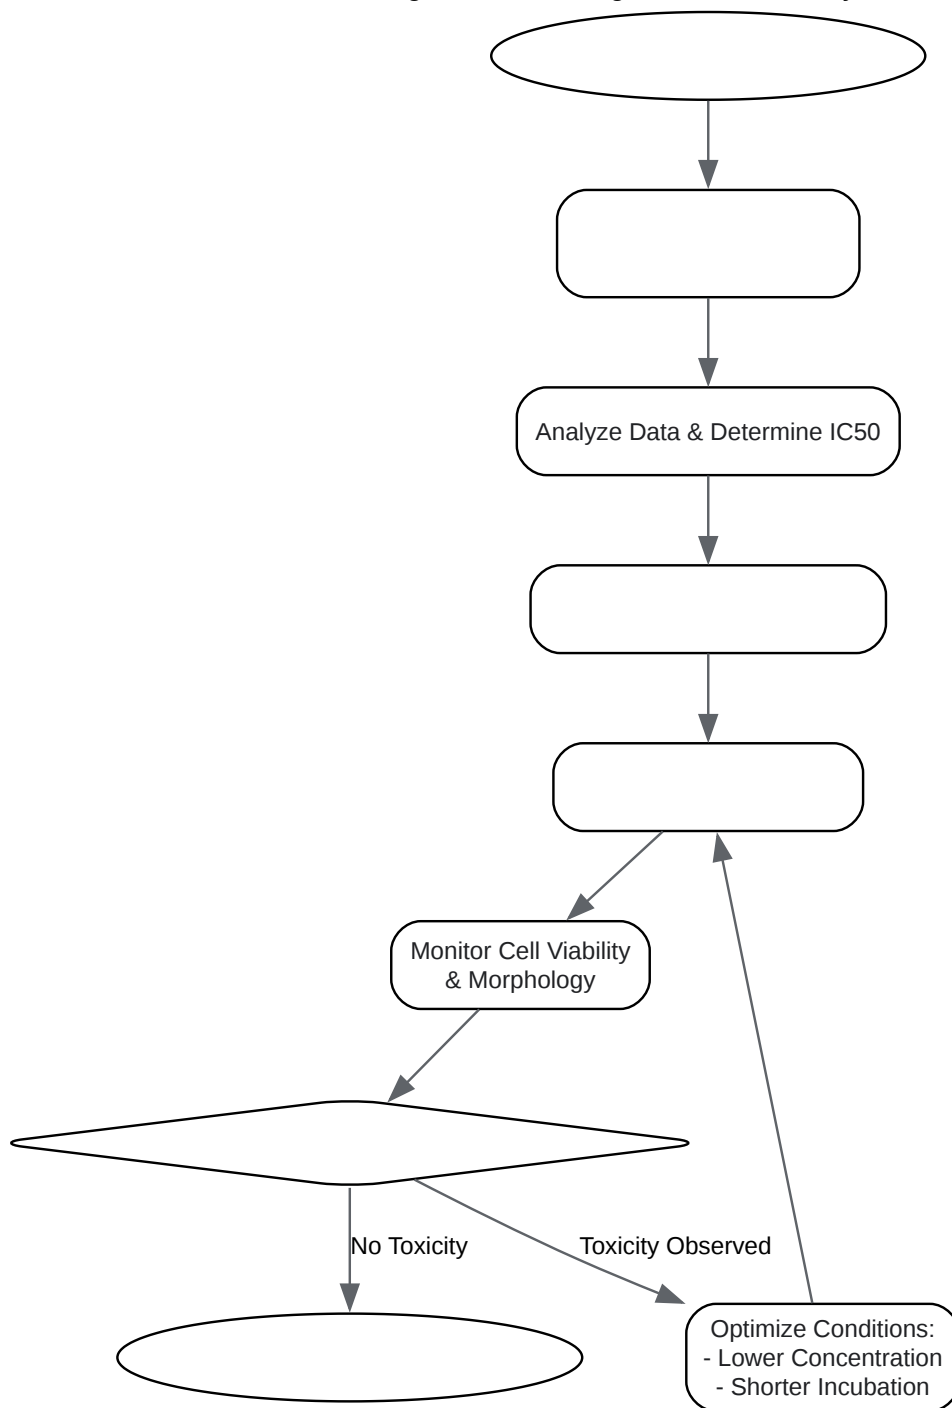 Analyze Data & Determine IC50
Monitor Cell Viability
& Morphology
No Toxicity
Toxicity Observed
Optimize Conditions:
- Lower Concentration
- Shorter Incubation